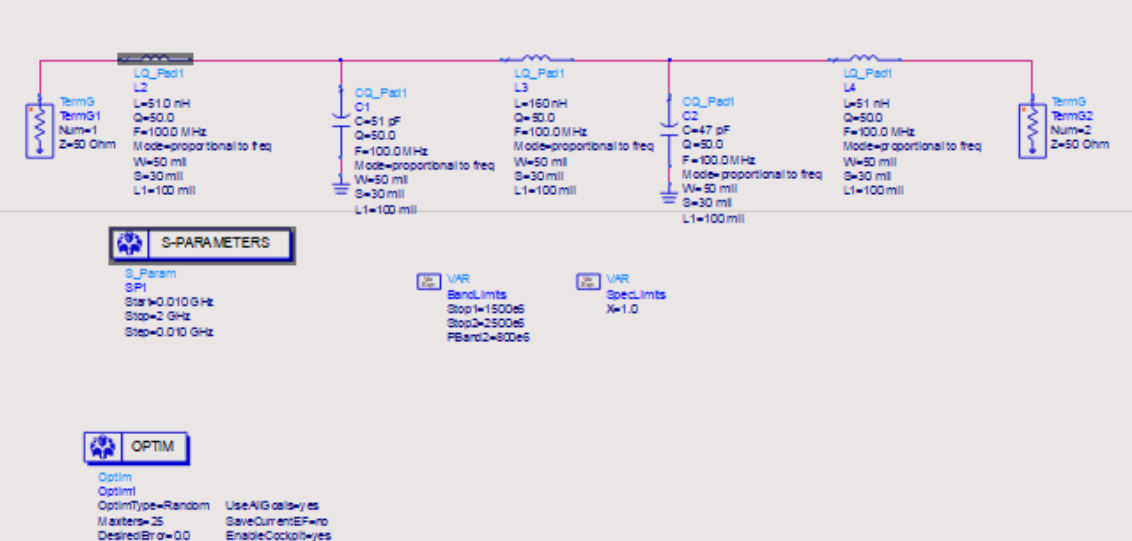 LQ_Pad1
L2
L=51.0 nH
Q=50.0
F=100.0 MHz
Mode=proportional to freq
W=50 mil
S=30 mil
L1=100 mil
LQ_Pad1
L3
L=160 nH
Q=50.0
F=100.0 MHz
Mode=proportional to freq
W=50 mil
S=30 mil
L1=100 mil
LQ_Pad1
L4
L=51 nH
Q=50.0
F=100.0 MHz
Mode=proportional to freq
W=50 mil
S=30 mil
L1=100 mil
TermG
TermG1
Num=1
Z=50 Ohm
CQ_Pad1
C1
C=51 pF
Q=50.0
F=100.0 MHz
Mode=proportional to freq
W=50 mil
S=30 mil
L1=100 mil
CQ_Pad1
C2
C=47 pF
Q=50.0
F=100.0 MHz
Mode=proportional to freq
W=50 mil
S=30 mil
L1=100 mil
TermG
TermG2
Num=2
Z=50 Ohm
S-PARAMETERS
S_Param
SP1
Start=0.010 GHz
Stop=2 GHz
Step=0.010 GHz
VAR
BandLimits
Stop1=1500e6
Stop2=2500e6
PBand2=800e6
VAR
SpecLimits
X=1.0
OPTIM
Optim
Optim1
OptimType=Random UseAllGoals=yes
MaxIters=25 SaveCurrentEF=no
DesiredError=0.0 EnableCockpit=yes